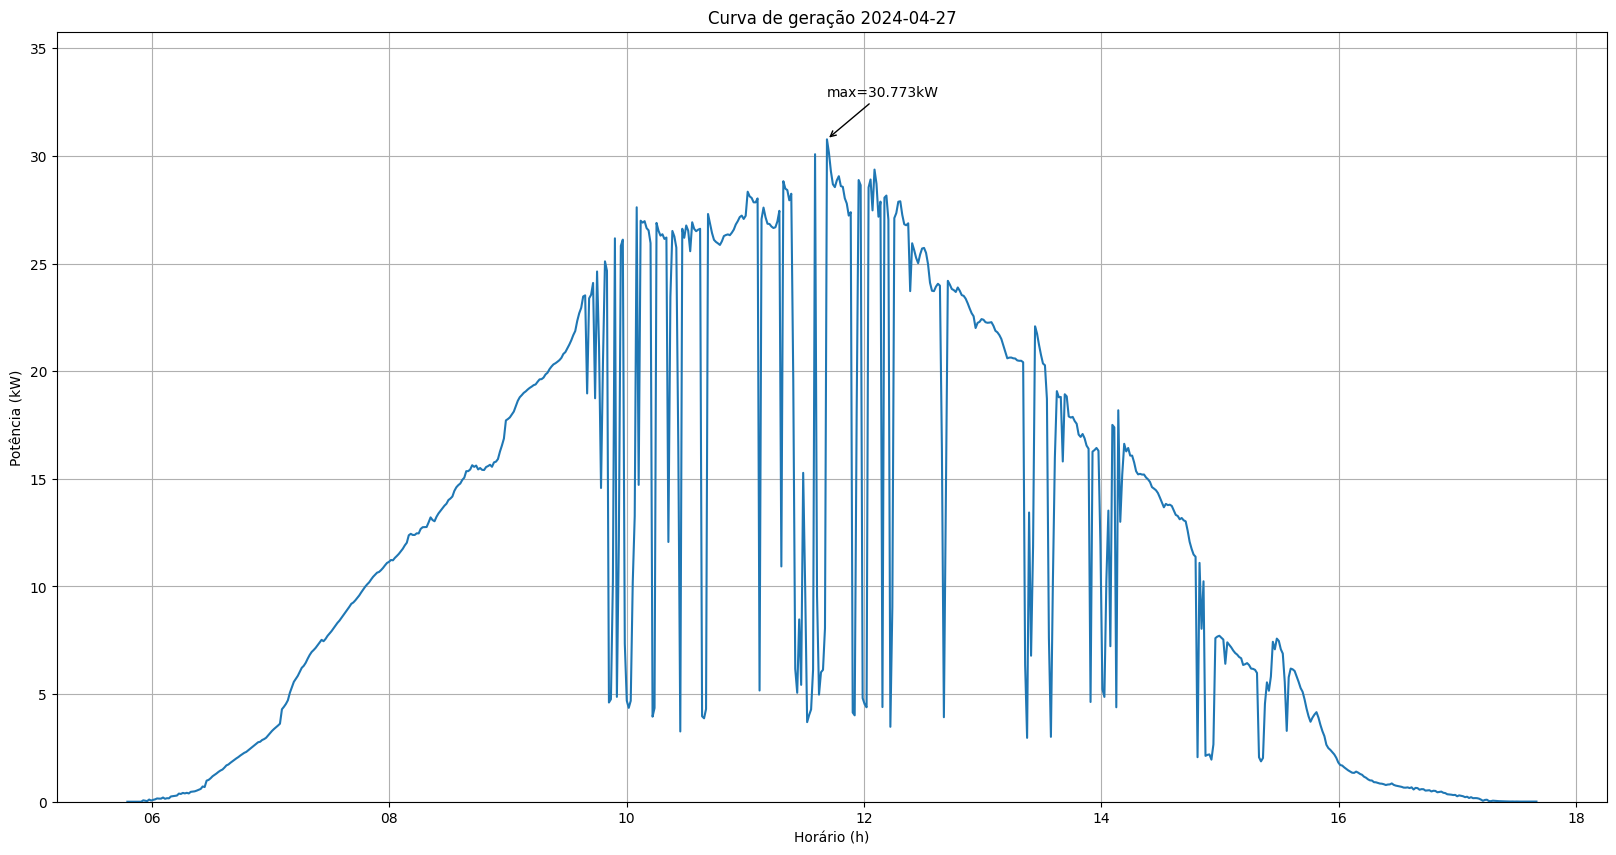 Curva de geração 2024-04-27
35
max=30.773kW
30
25
20
Potência (kW)
15
10
5
0
06 08 10 12 14 16 18
Horário (h)